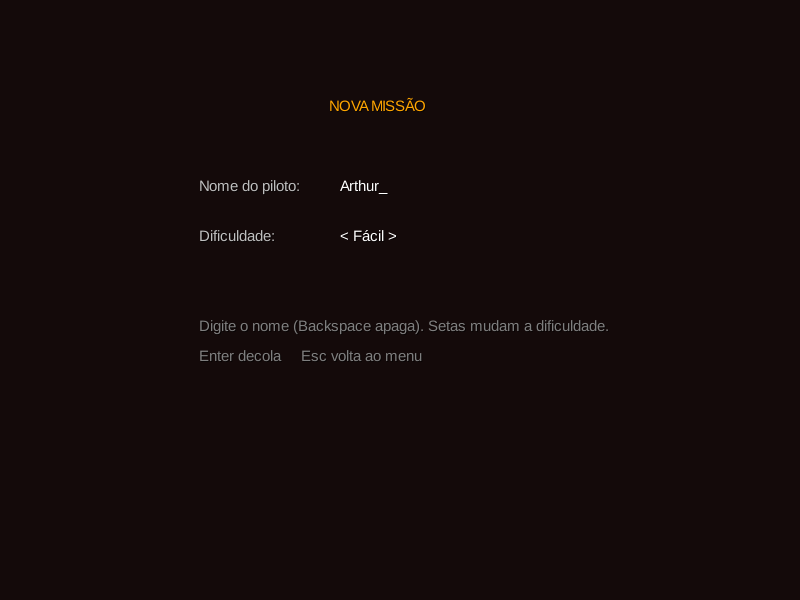 NOVA MISSÃO
Nome do piloto: Arthur_
Dificuldade: < Fácil >
Digite o nome (Backspace apaga). Setas mudam a dificuldade.
Enter decola Esc volta ao menu